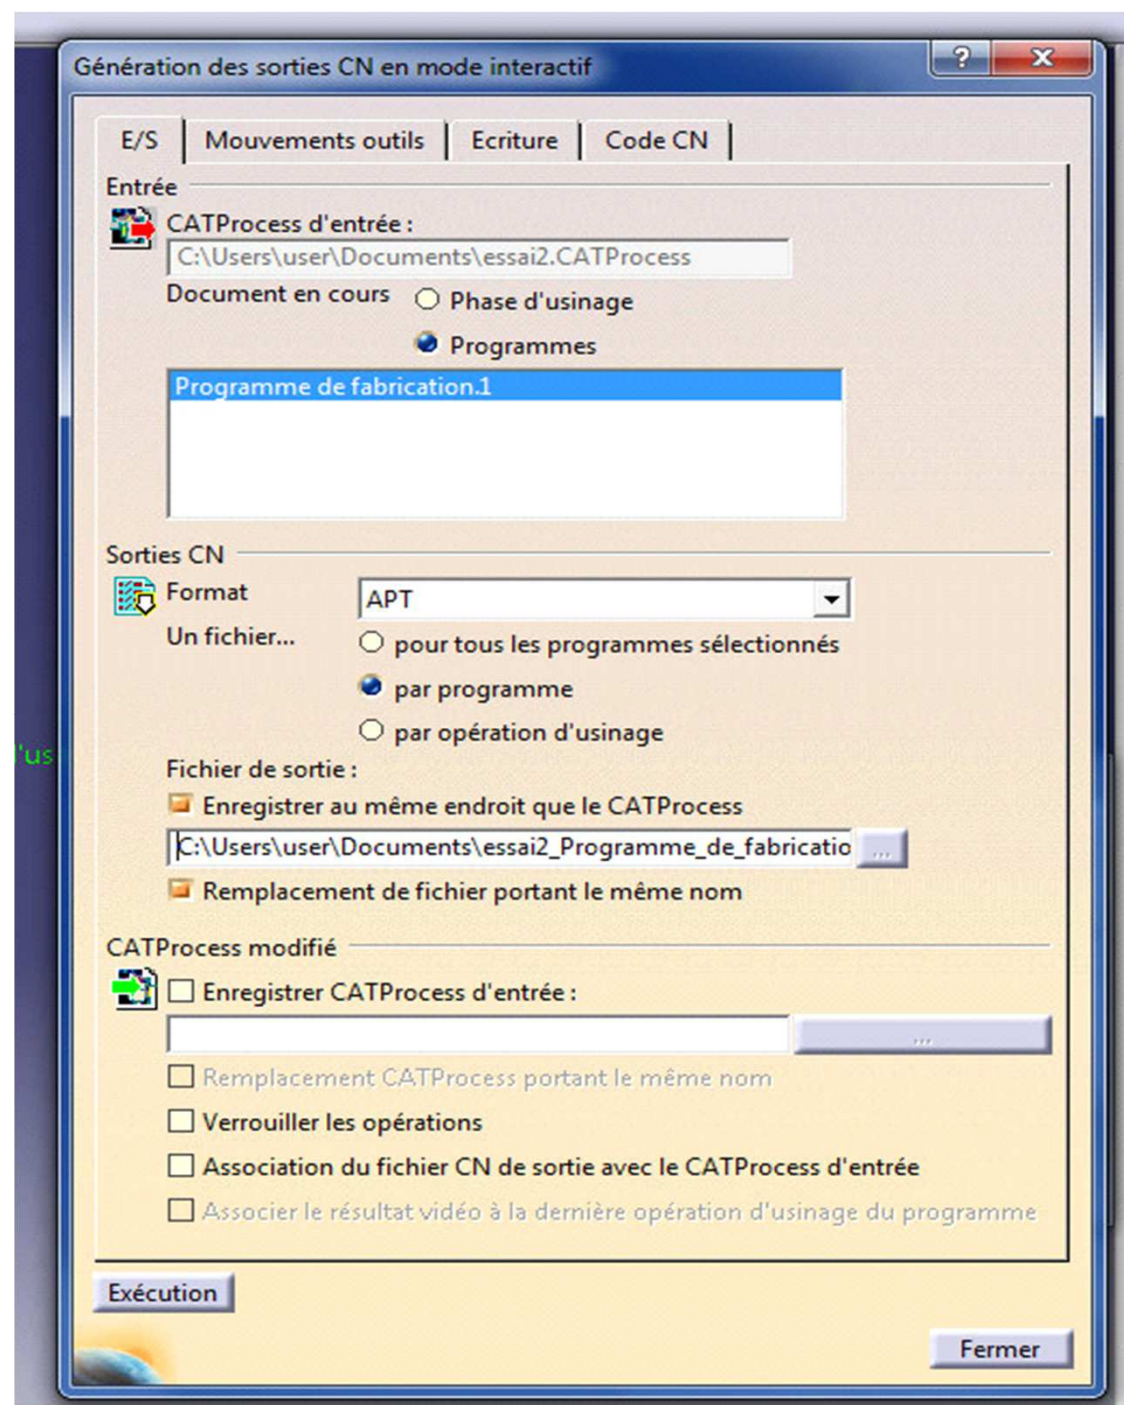 Génération des sorties CN en mode interactif
?
X
E/S Mouvements outils Ecriture Code CN
Entrée
CATProcess d'entrée :
C:\Users\user\Documents\essai2.CATProcess
Document en cours Phase d'usinage
Programmes
Programme de fabrication.1
Sorties CN
Format APT
Un fichier... pour tous les programmes sélectionnés
par programme
par opération d'usinage
l'us
Fichier de sortie :
Enregistrer au même endroit que le CATProcess
C:\Users\user\Documents\essai2_Programme_de_fabricatio ...
Remplacement de fichier portant le même nom
CATProcess modifié
Enregistrer CATProcess d'entrée :
...
Remplacement CATProcess portant le même nom
Verrouiller les opérations
Association du fichier CN de sortie avec le CATProcess d'entrée
Associer le résultat vidéo à la dernière opération d'usinage du programme
Exécution
Fermer